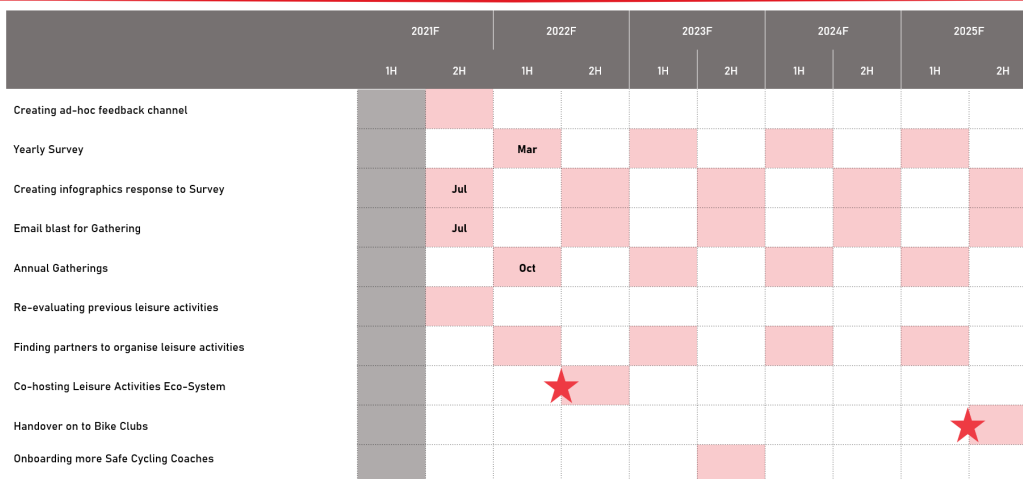 2021F 2022F 2023F 2024F 2025F
1H 2H 1H 2H 1H 2H 1H 2H 1H 2H
Creating ad-hoc feedback channel
Yearly Survey Mar
Creating infographics response to Survey Jul
Email blast for Gathering Jul
Annual Gatherings Oct
Re-evaluating previous leisure activities
Finding partners to organise leisure activities
Co-hosting Leisure Activities Eco-System
Handover on to Bike Clubs
Onboarding more Safe Cycling Coaches